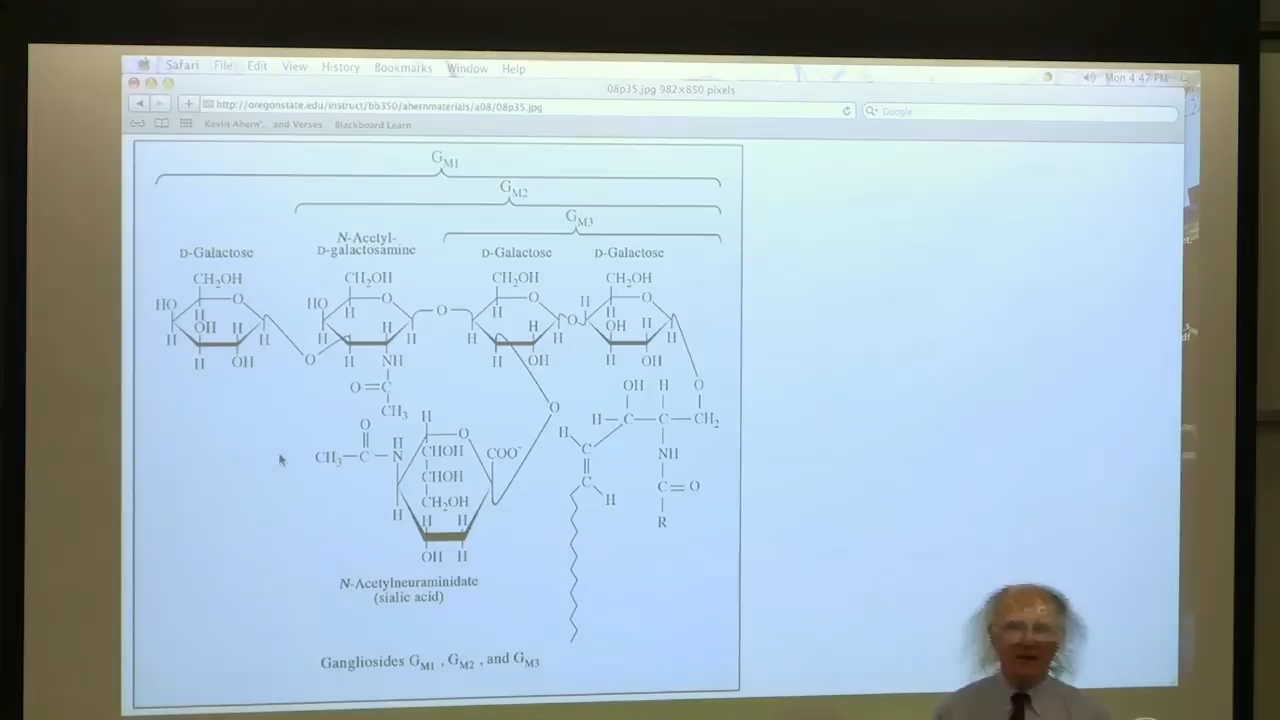 Safari File Edit View History Bookmarks Window Help Mon 4:47 PM
08p35.jpg 982×850 pixels
http://oregonstate.edu/instruct/bb350/ahernmaterials/a08/08p35.jpg Google
Kevin Ahern'... and Verses Blackboard Learn
GM1
GM2
GM3
D-Galactose N-Acetyl-D-galactosamine D-Galactose D-Galactose
CH2OH CH2OH CH2OH CH2OH
HO H O HO H O H O H H O
OH H H H H O OH H
H H O H H H H O H H
H OH H NH H OH H OH
O=C OH H O
CH3 H O H—C—C—CH2
O H O H
CH3—C—N CHOH COO- C NH
CHOH C C=O
CH2OH H R
H H H
OH H
N-Acetylneuraminidate
(sialic acid)
Gangliosides GM1 , GM2 , and GM3